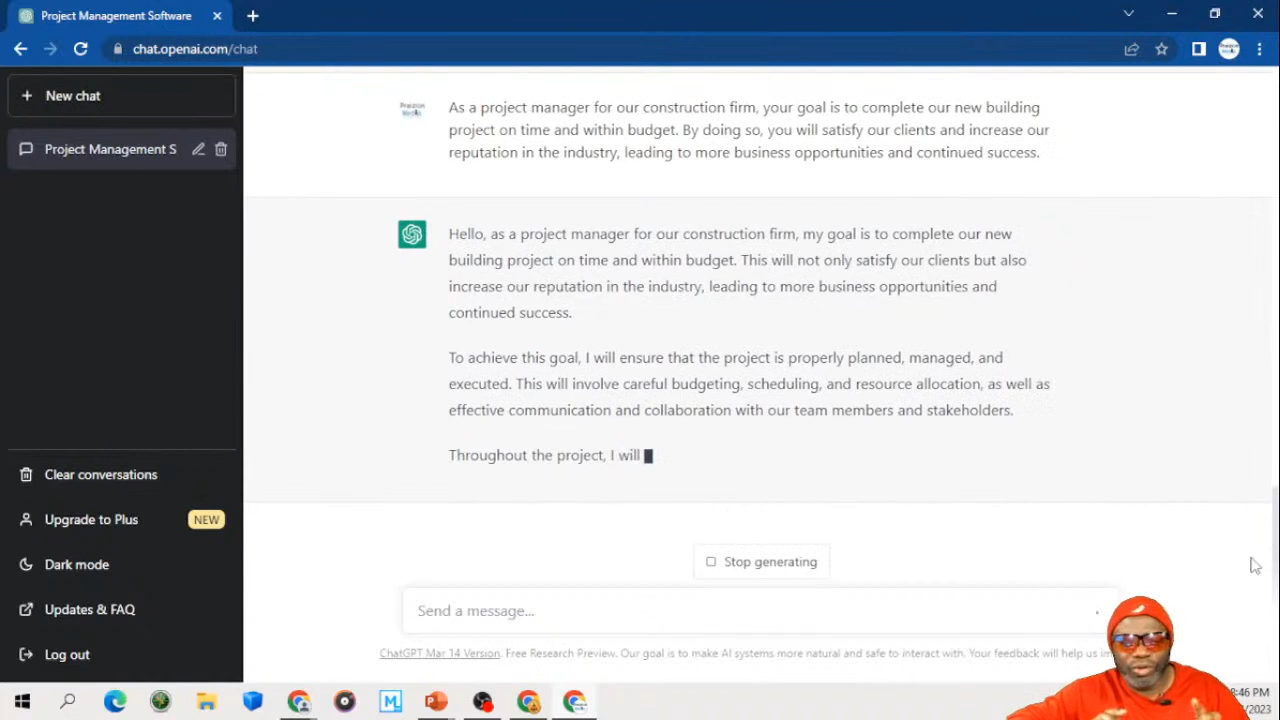 Project Management Software
chat.openai.com/chat
New chat
Project Management S
As a project manager for our construction firm, your goal is to complete our new building
project on time and within budget. By doing so, you will satisfy our clients and increase our
reputation in the industry, leading to more business opportunities and continued success.
Hello, as a project manager for our construction firm, my goal is to complete our new
building project on time and within budget. This will not only satisfy our clients but also
increase our reputation in the industry, leading to more business opportunities and
continued success.
To achieve this goal, I will ensure that the project is properly planned, managed, and
executed. This will involve careful budgeting, scheduling, and resource allocation, as well as
effective communication and collaboration with our team members and stakeholders.
Throughout the project, I will
Clear conversations
Upgrade to Plus NEW
Dark mode
Updates & FAQ
Log out
Stop generating
Send a message...
ChatGPT Mar 14 Version. Free Research Preview. Our goal is to make AI systems more natural and safe to interact with. Your feedback will help us
:46 PM
/2023